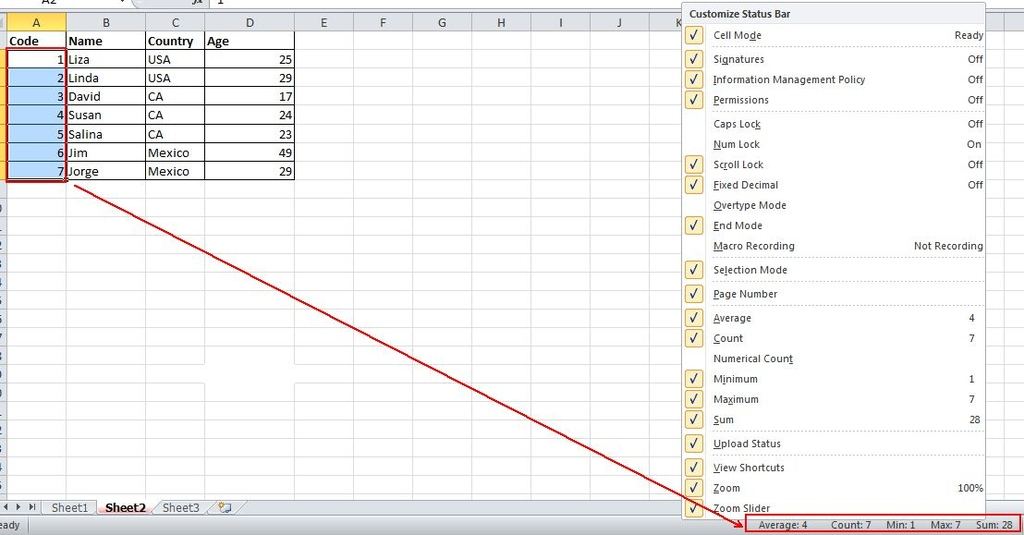 A2 fx 1
A B C D E F G H I J K
Code Name Country Age
1 Liza USA 25
2 Linda USA 29
3 David CA 17
4 Susan CA 24
5 Salina CA 23
6 Jim Mexico 49
7 Jorge Mexico 29
Customize Status Bar
Cell Mode Ready
Signatures Off
Information Management Policy Off
Permissions Off
Caps Lock Off
Num Lock On
Scroll Lock Off
Fixed Decimal Off
Overtype Mode
End Mode
Macro Recording Not Recording
Selection Mode
Page Number
Average 4
Count 7
Numerical Count
Minimum 1
Maximum 7
Sum 28
Upload Status
View Shortcuts
Zoom 100%
Zoom Slider
Sheet1 Sheet2 Sheet3
eady Average: 4 Count: 7 Min: 1 Max: 7 Sum: 28